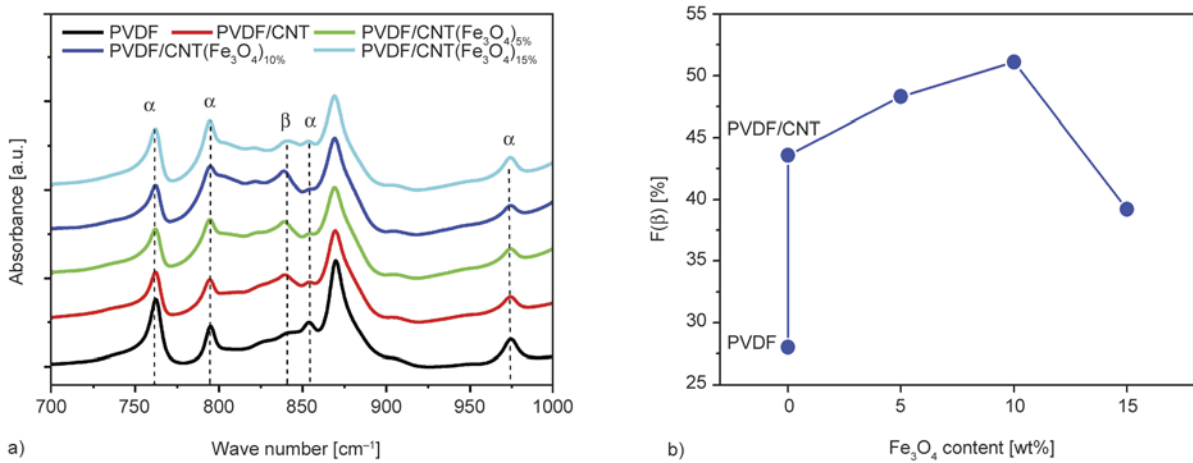 PVDF PVDF/CNT PVDF/CNT(Fe₃O₄)₅%
PVDF/CNT(Fe₃O₄)₁₀% PVDF/CNT(Fe₃O₄)₁₅%
α α β α α
Absorbance [a.u.]
700 750 800 850 900 950 1000
Wave number [cm⁻¹]
a)
55
50
45
40
35
30
25
F(β) [%]
PVDF/CNT
PVDF
0 5 10 15
Fe₃O₄ content [wt%]
b)